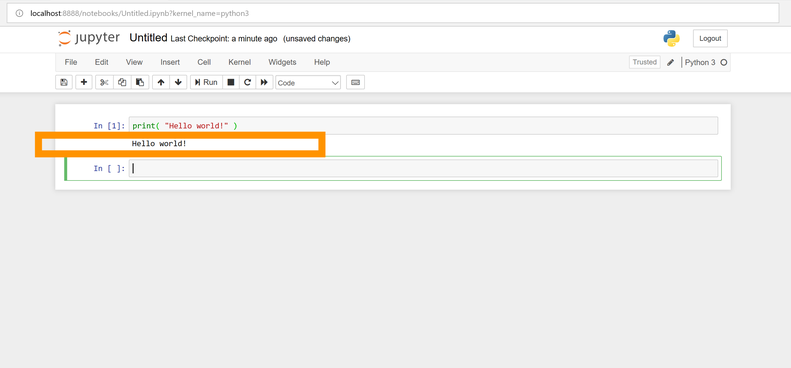 localhost:8888/notebooks/Untitled.ipynb?kernel_name=python3
jupyter Untitled Last Checkpoint: a minute ago (unsaved changes)
Logout
File Edit View Insert Cell Kernel Widgets Help
Trusted
Python 3
Run
Code
In [1]: print( "Hello world!" )
Hello world!
In [ ]: